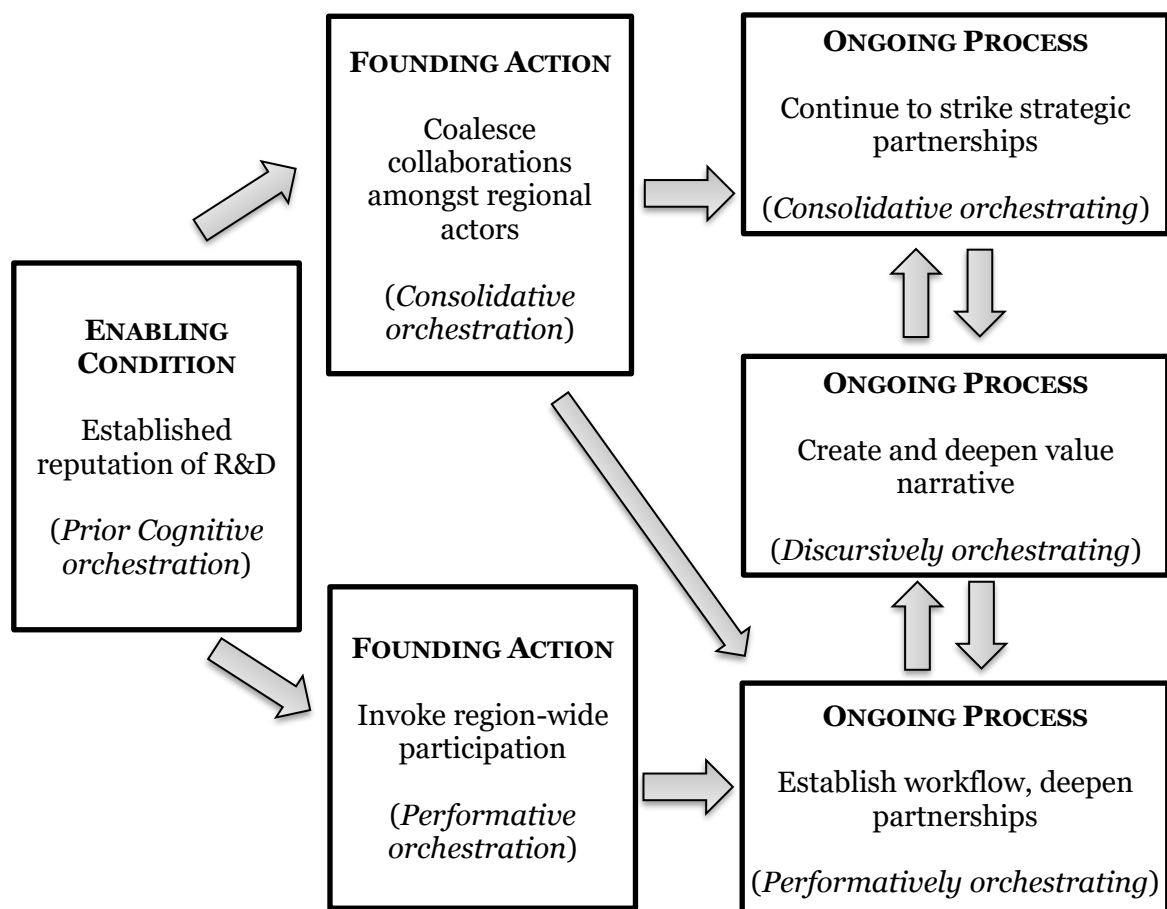 ENABLING
CONDITION
Established
reputation of R&D
(Prior Cognitive
orchestration)
FOUNDING ACTION
Coalesce
collaborations
amongst regional
actors
(Consolidative
orchestration)
FOUNDING ACTION
Invoke region-wide
participation
(Performative
orchestration)
ONGOING PROCESS
Continue to strike strategic
partnerships
(Consolidative orchestrating)
ONGOING PROCESS
Create and deepen value
narrative
(Discursively orchestrating)
ONGOING PROCESS
Establish workflow, deepen
partnerships
(Performatively orchestrating)